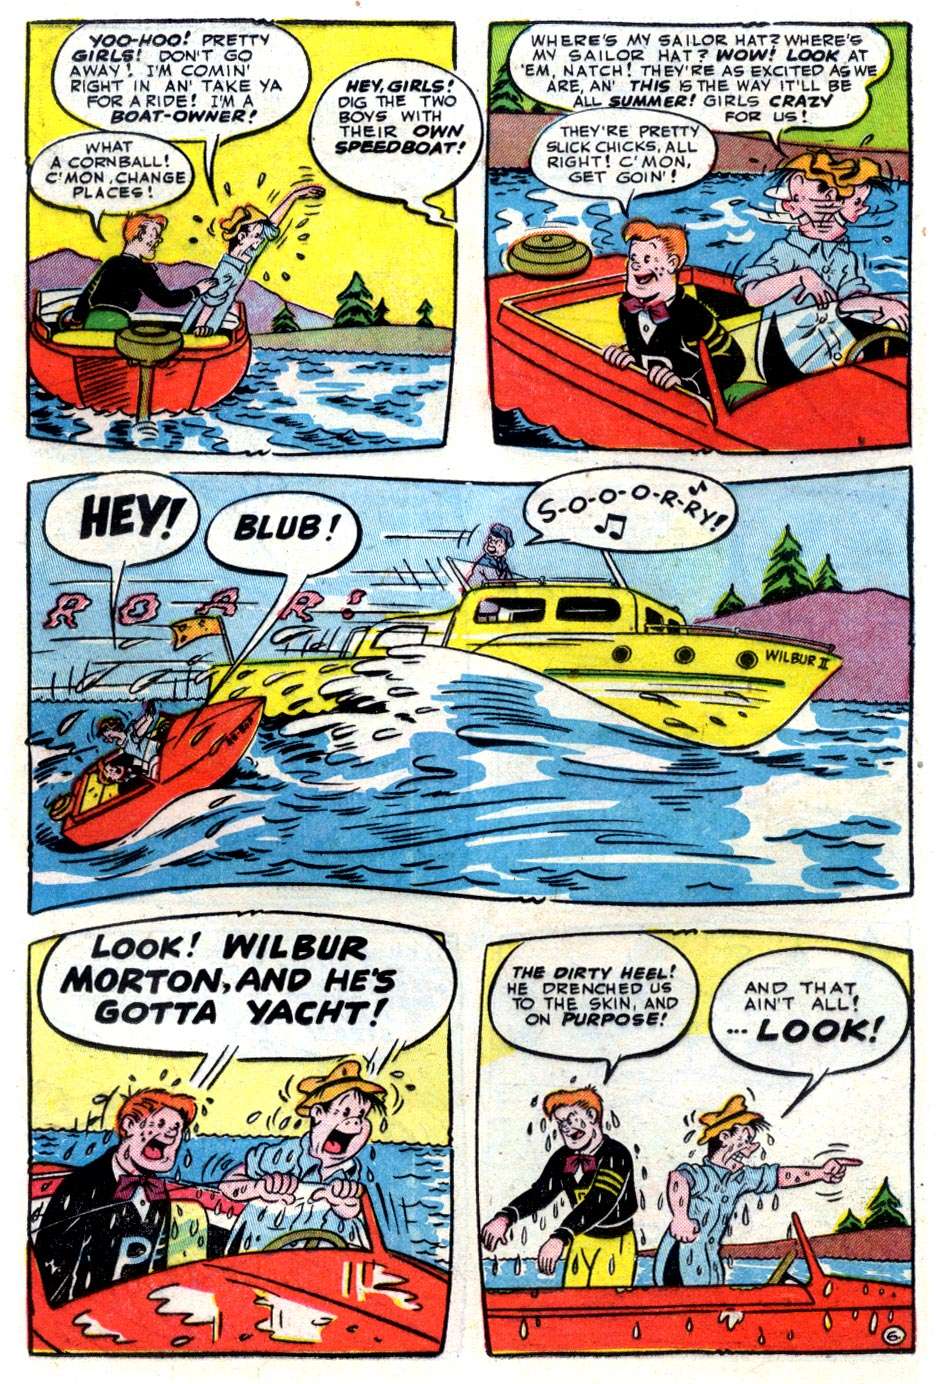 YOO-HOO! PRETTY
GIRLS! DON'T GO
AWAY! I'M COMIN'
RIGHT IN AN' TAKE YA
FOR A RIDE! I'M A
BOAT-OWNER!
WHAT
A CORNBALL!
C'MON, CHANGE
PLACES!
HEY, GIRLS!
DIG THE TWO
BOYS WITH
THEIR OWN
SPEEDBOAT!
WHERE'S MY SAILOR HAT? WHERE'S
MY SAILOR HAT? WOW! LOOK AT
'EM, NATCH! THEY'RE AS EXCITED AS WE
ARE, AN' THIS IS THE WAY IT'LL BE
ALL SUMMER! GIRLS CRAZY
FOR US!
THEY'RE PRETTY
SLICK CHICKS, ALL
RIGHT! C'MON,
GET GOIN'!
HEY!
BLUB!
S-O-O-O-R-RY!
ROAR!
WILBUR II
LOOK! WILBUR
MORTON, AND HE'S
GOTTA YACHT!
P
THE DIRTY HEEL!
HE DRENCHED US
TO THE SKIN, AND
ON PURPOSE!
AND THAT
AIN'T ALL!
... LOOK!
6